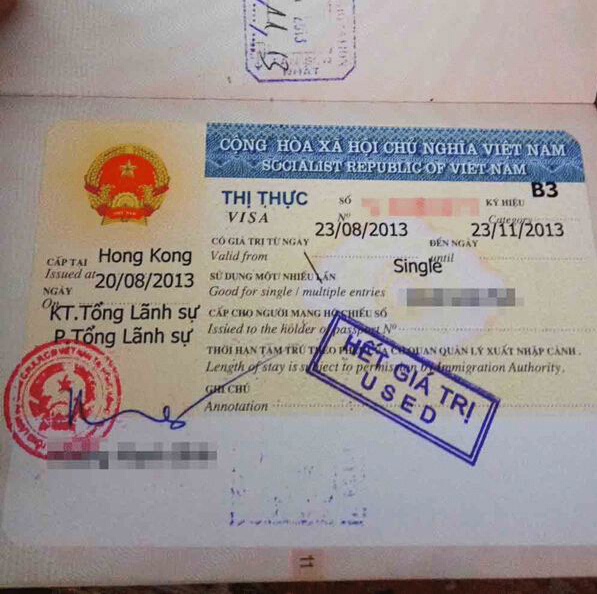 NHẤT
CỘNG HÒA XÃ HỘI CHỦ NGHĨA VIỆT NAM
SOCIALIST REPUBLIC OF VIET NAM
THỊ THỰC
VISA
SỐ
Nº
KÝ HIỆU
Category
B3
CÓ GIÁ TRỊ TỪ NGÀY
Valid from
23/08/2013
ĐẾN NGÀY
until
23/11/2013
CẤP TẠI
Issued at
Hong Kong
NGÀY
On
20/08/2013
SỬ DỤNG MỘT/NHIỀU LẦN
Good for single / multiple entries
Single
KT.Tổng Lãnh sự
P.Tổng Lãnh sự
CẤP CHO NGƯỜI MANG HỘ CHIẾU SỐ
Issued to the holder of passport Nº
THỜI HẠN TẠM TRÚ THEO CƠ QUAN QUẢN LÝ XUẤT NHẬP CẢNH.
Length of stay is subject to permission by Immigration Authority.
GHI CHÚ
Annotation
HẾT GIÁ TRỊ
USED
11